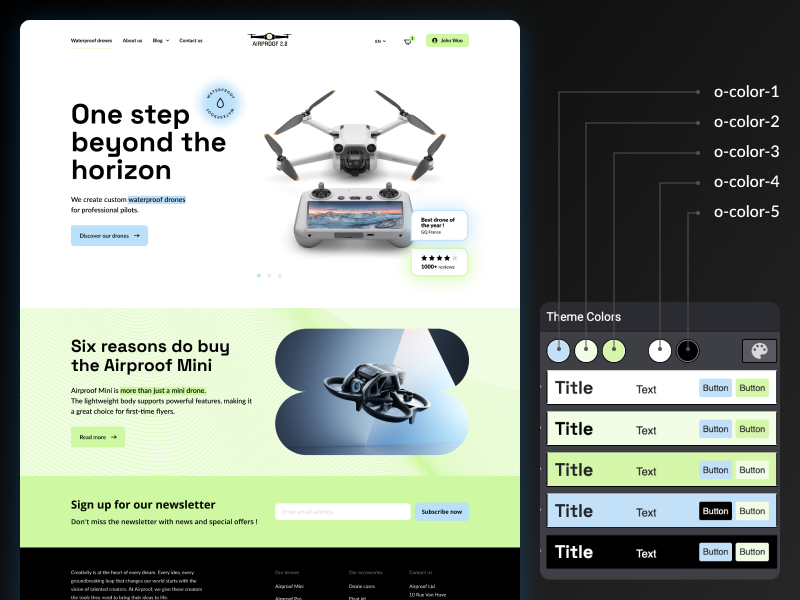 Waterproof drones
About us
Blog
Contact us
AIRPROOF 2.0
EN
1
John Woo
WATERPROOF
WATERPROOF
One step
beyond the
horizon
We create custom waterproof drones
for professional pilots.
Discover our drones →
Best drone of
the year !
GQ France
1000+ reviews
Six reasons do buy
the Airproof Mini
Airproof Mini is more than just a mini drone.
The lightweight body supports powerful features, making it
a great choice for first-time flyers.
Read more →
Sign up for our newsletter
Don't miss the newsletter with news and special offers !
Enter email address
Subscribe now
Creativity is at the heart of every dream. Every idea, every
groundbreaking leap that changes our world starts with the
vision of talented creators. At Airproof, we give these creators
the tools they need to bring their ideas to life.
Our drones
Airproof Mini
Airproof Pro
Our accessories
Drone cases
Float kit
Contact us
Airproof Ltd
10 Rue Van Hove
o-color-1
o-color-2
o-color-3
o-color-4
o-color-5
Theme Colors
Title Text Button Button
Title Text Button Button
Title Text Button Button
Title Text Button Button
Title Text Button Button